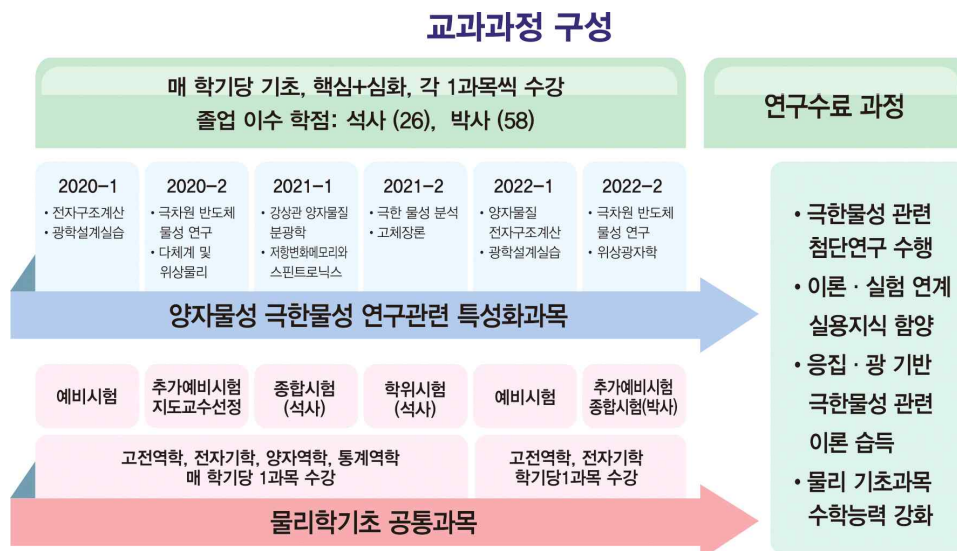 교과과정 구성
매 학기당 기초, 핵심+심화, 각 1과목씩 수강
졸업 이수 학점: 석사 (26), 박사 (58)
연구수료 과정
2020-1
• 전자구조계산
• 광학설계실습
2020-2
• 극차원 반도체
물성 연구
• 다체계 및
위상물리
2021-1
• 강상관 양자물질
분광학
• 저항변화메모리와
스핀트로닉스
2021-2
• 극한 물성 분석
• 고체장론
2022-1
• 양자물질
전자구조계산
• 광학설계실습
2022-2
• 극차원 반도체
물성 연구
• 위상광자학
양자물성 극한물성 연구관련 특성화과목
예비시험
추가예비시험
지도교수선정
종합시험
(석사)
학위시험
(석사)
예비시험
추가예비시험
종합시험(박사)
고전역학, 전자기학, 양자역학, 통계역학
매 학기당 1과목 수강
고전역학, 전자기학
학기당1과목 수강
물리학기초 공통과목
• 극한물성 관련
첨단연구 수행
• 이론 · 실험 연계
실용지식 함양
• 응집 · 광 기반
극한물성 관련
이론 습득
• 물리 기초과목
수학능력 강화